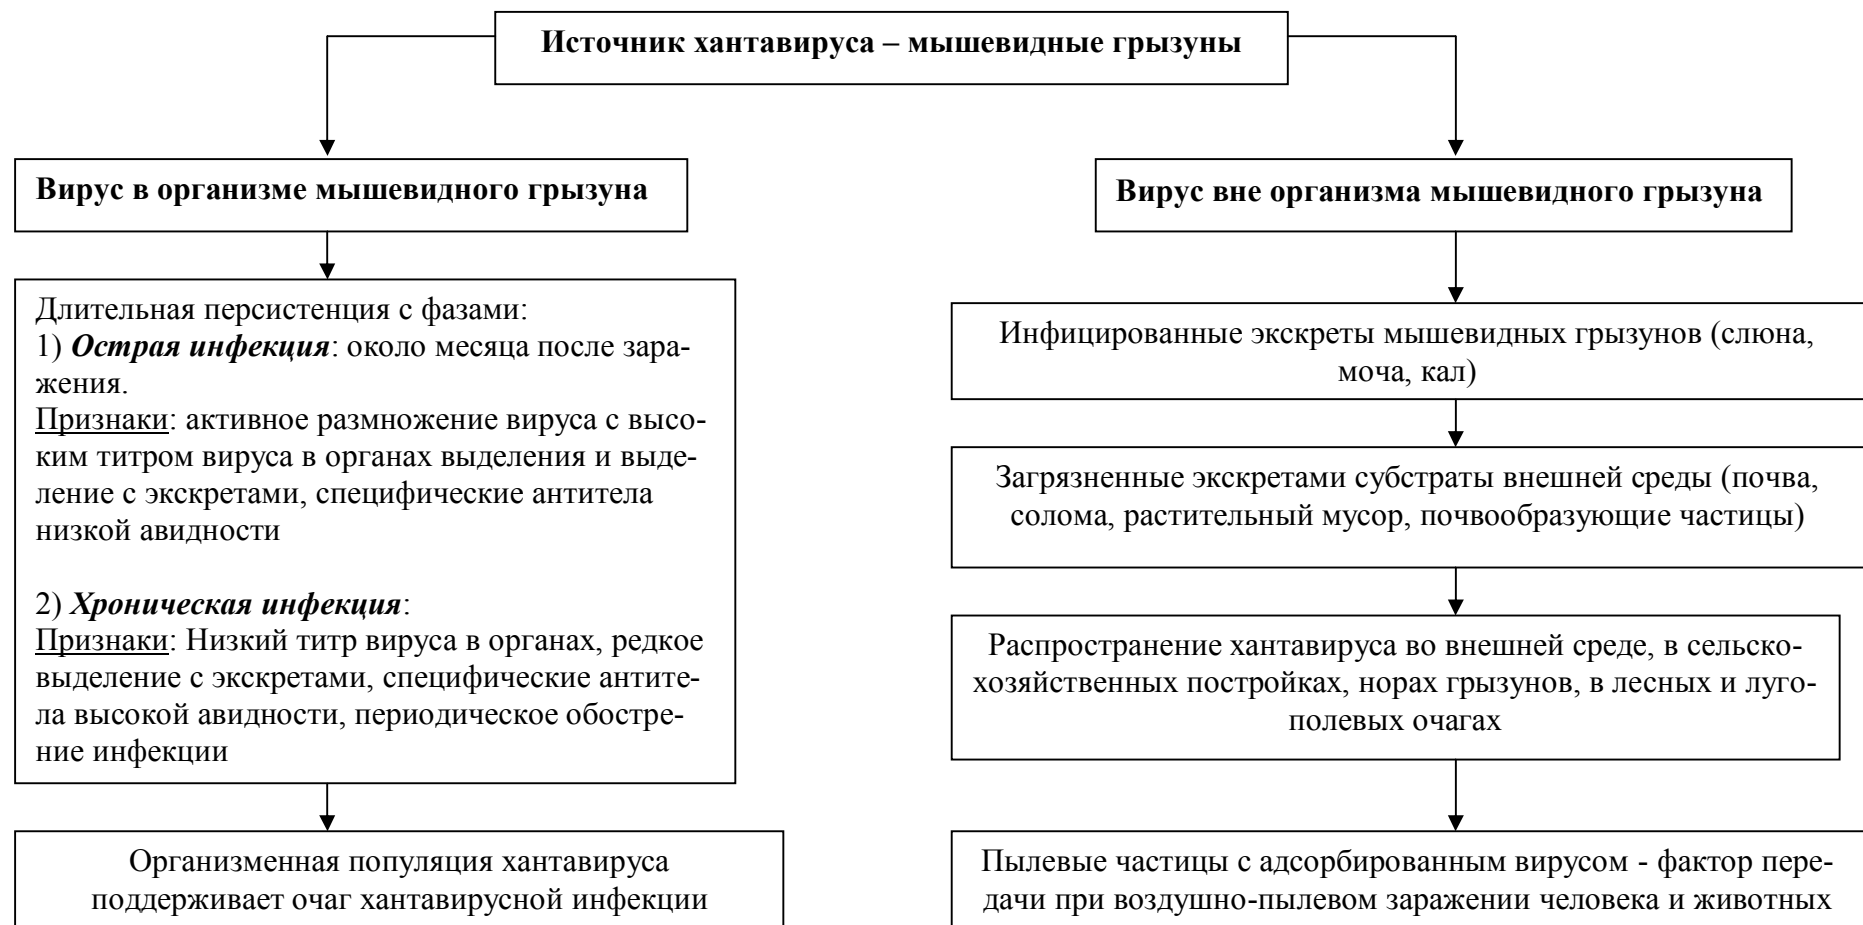 Источник хантавируса – мышевидные грызуны
Вирус в организме мышевидного грызуна
Длительная персистенция с фазами:
1) Острая инфекция: около месяца после зара-
жения.
Признаки: активное размножение вируса с высо-
ким титром вируса в органах выделения и выде-
ление с экскретами, специфические антитела
низкой авидности
2) Хроническая инфекция:
Признаки: Низкий титр вируса в органах, редкое
выделение с экскретами, специфические антите-
ла высокой авидности, периодическое обостре-
ние инфекции
Организменная популяция хантавируса
поддерживает очаг хантавирусной инфекции
Вирус вне организма мышевидного грызуна
Инфицированные экскреты мышевидных грызунов (слюна,
моча, кал)
Загрязненные экскретами субстраты внешней среды (почва,
солома, растительный мусор, почвообразующие частицы)
Распространение хантавируса во внешней среде, в сельско-
хозяйственных постройках, норах грызунов, в лесных и луго-
полевых очагах
Пылевые частицы с адсорбированным вирусом - фактор пере-
дачи при воздушно-пылевом заражении человека и животных